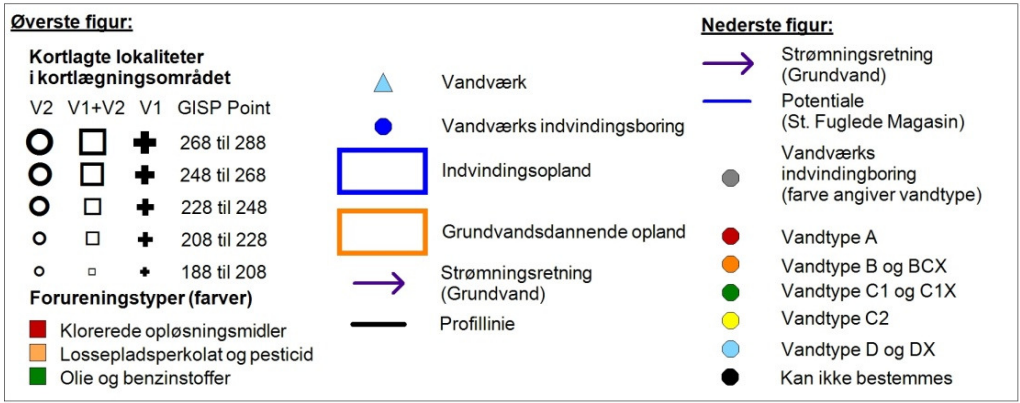 Øverste figur:
Kortlagte lokaliteter
i kortlægningsområdet
V2 V1+V2 V1 GISP Point
268 til 288
248 til 268
228 til 248
208 til 228
188 til 208
Forureningstyper (farver)
Klorerede opløsningsmidler
Lossepladsperkolat og pesticid
Olie og benzinstoffer
Vandværk
Vandværks indvindingsboring
Indvindingsopland
Grundvandsdannende opland
Strømningsretning
(Grundvand)
Profillinie
Nederste figur:
Strømningsretning
(Grundvand)
Potentiale
(St. Fuglede Magasin)
Vandværks
indvindingboring
(farve angiver vandtype)
Vandtype A
Vandtype B og BCX
Vandtype C1 og C1X
Vandtype C2
Vandtype D og DX
Kan ikke bestemmes